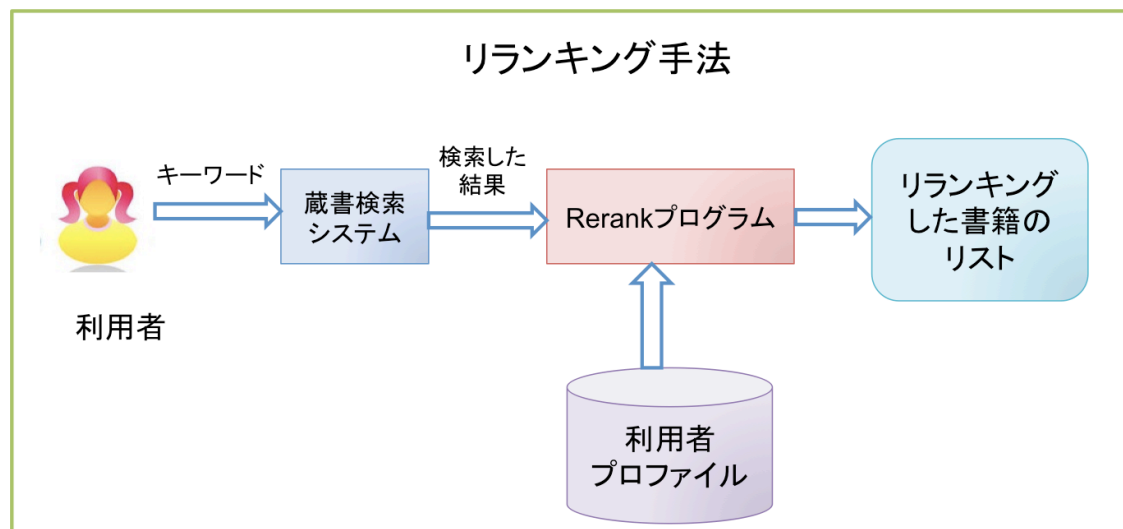 リランキング手法
キーワード
検索した
結果
蔵書検索
システム
Rerankプログラム
リランキング
した書籍の
リスト
利用者
利用者
プロファイル